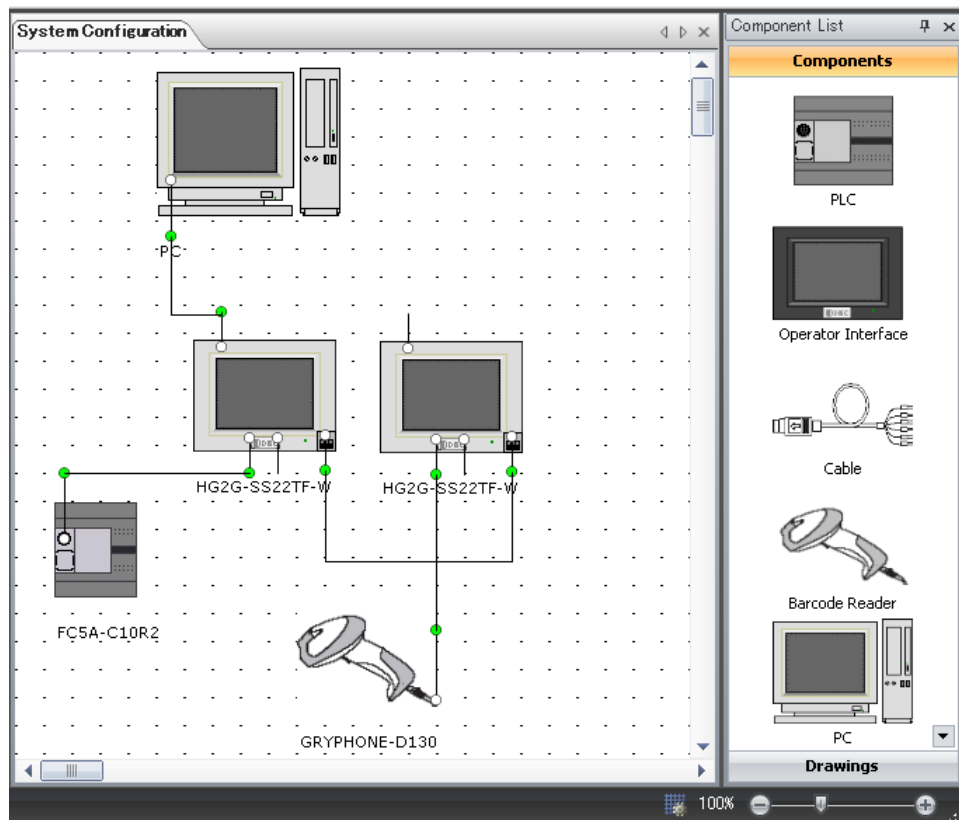 System Configuration
Component List
Components
PLC
Operator Interface
Cable
Barcode Reader
PC
Drawings
PC
HG2G-SS22TF-W
HG2G-SS22TF-W
FC5A-C10R2
GRYPHONE-D130
100%